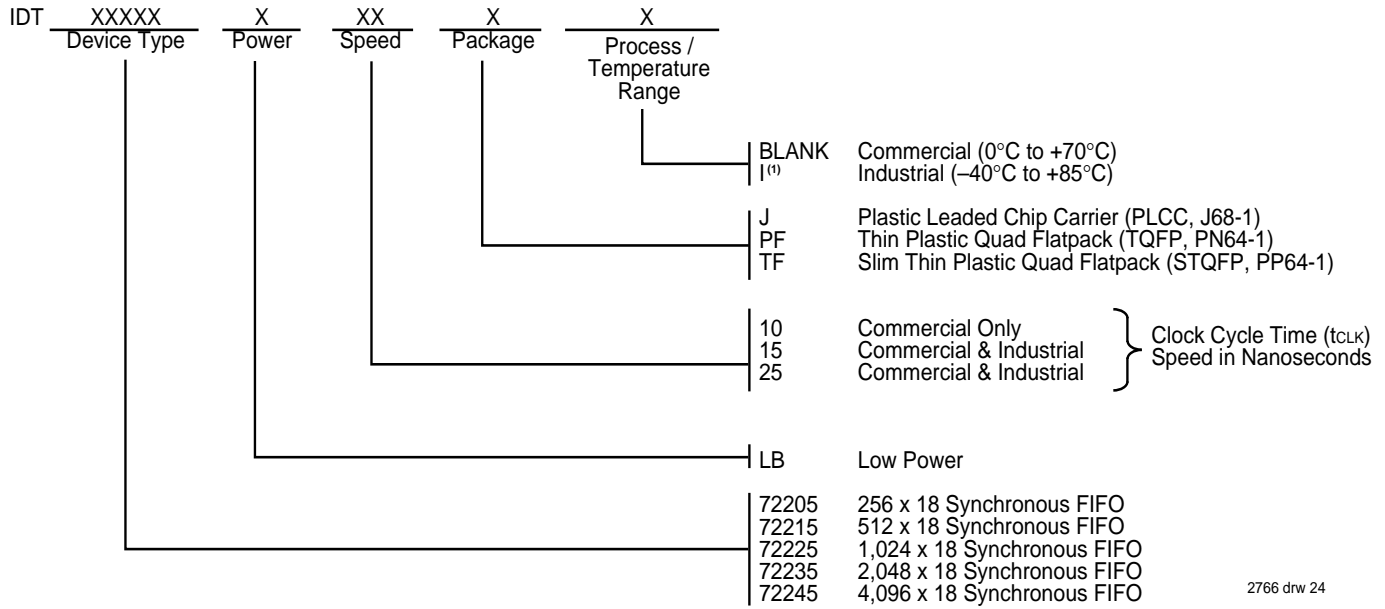 IDT XXXXX X XX X X
Device Type Power Speed Package Process /
Temperature
Range
BLANK Commercial (0°C to +70°C)
I(1) Industrial (–40°C to +85°C)
J Plastic Leaded Chip Carrier (PLCC, J68-1)
PF Thin Plastic Quad Flatpack (TQFP, PN64-1)
TF Slim Thin Plastic Quad Flatpack (STQFP, PP64-1)
10 Commercial Only
15 Commercial & Industrial
25 Commercial & Industrial
Clock Cycle Time (tCLK)
Speed in Nanoseconds
LB Low Power
72205 256 x 18 Synchronous FIFO
72215 512 x 18 Synchronous FIFO
72225 1,024 x 18 Synchronous FIFO
72235 2,048 x 18 Synchronous FIFO
72245 4,096 x 18 Synchronous FIFO
2766 drw 24